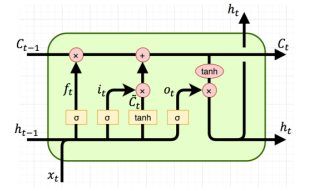 h_t
C_{t-1} × + C_t
tanh
f_t i_t × o_t ×
C̃_t
σ σ tanh σ
h_{t-1} h_t
x_t